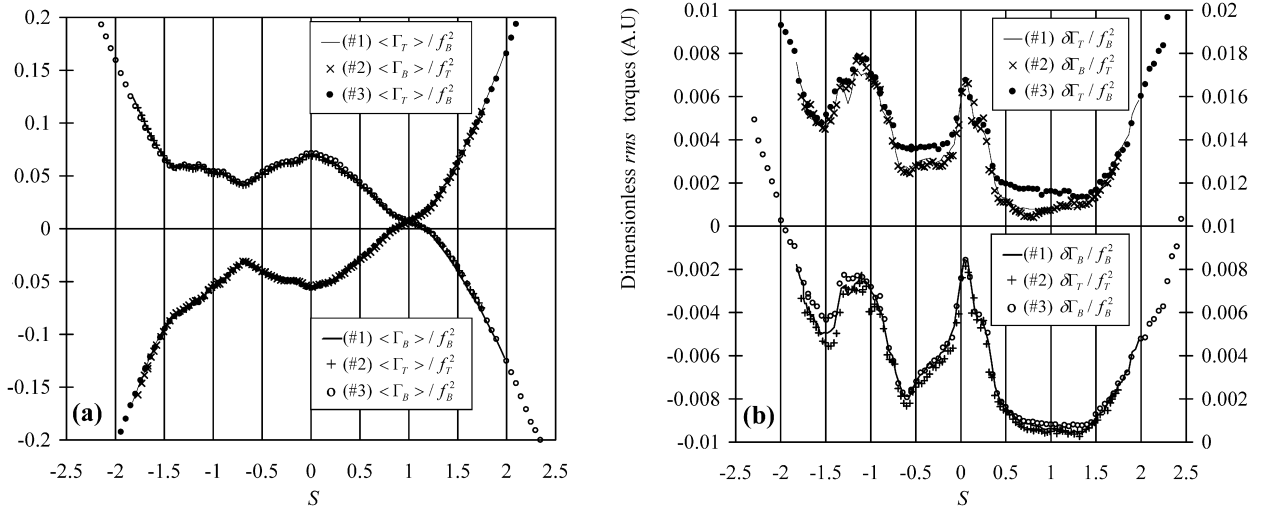 0.2
0.15
0.1
0.05
0
0.05
-0.1
-0.15
-0.2
-2.5 -2 -1.5 -1 -0.5 0 0.5 1 1.5 2 2.5
S
(#1) < Γ_T > / f_B^2
(#2) < Γ_B > / f_T^2
(#3) < Γ_T > / f_B^2
(#1) < Γ_B > / f_B^2
(#2) < Γ_T > / f_T^2
(#3) < Γ_B > / f_B^2
(a)
Dimensionless rms torques (A.U)
0.01
0.008
0.006
0.004
0.002
0
-0.002
-0.004
-0.006
-0.008
-0.01
-2.5 -2 -1.5 -1 -0.5 0 0.5 1 1.5 2 2.5
S
(#1) δΓ_T / f_B^2
(#2) δΓ_B / f_T^2
(#3) δΓ_T / f_B^2
(#1) δΓ_B / f_B^2
(#2) δΓ_T / f_T^2
(#3) δΓ_B / f_B^2
(b)
0.02
0.018
0.016
0.014
0.012
0.01
0.008
0.006
0.004
0.002
0